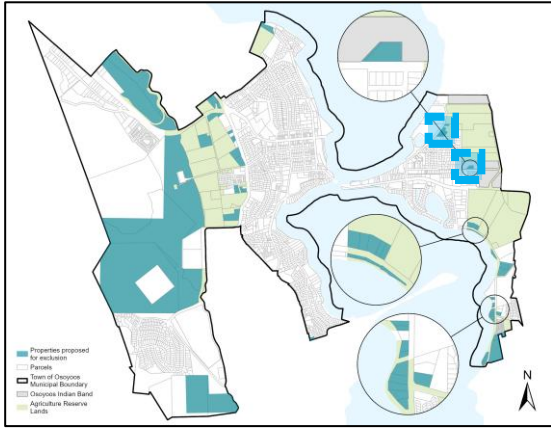 N
Properties proposed
for exclusion
Parcels
Town of Osoyoos
Municipal Boundary
Osoyoos Indian Band
Agriculture Reserve
Lands